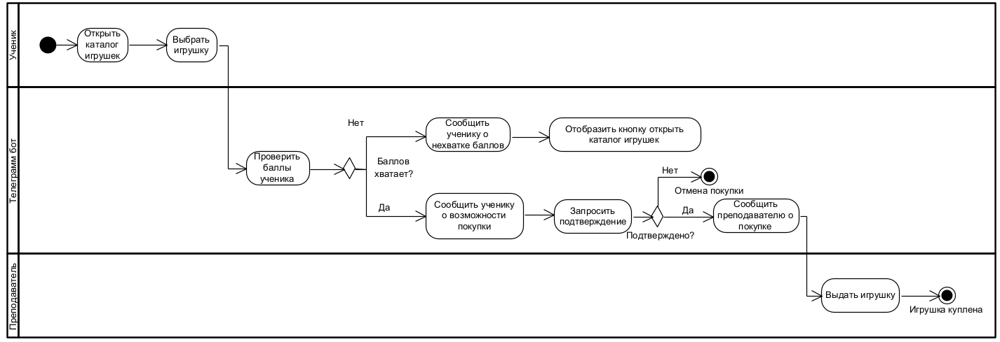 Ученик
Открыть
каталог
игрушек
Выбрать
игрушку
Телеграмм бот
Проверить
баллы
ученика
Нет
Баллов
хватает?
Да
Сообщить
ученику о
нехватке баллов
Отобразить кнопку открыть
каталог игрушек
Сообщить ученику
о возможности
покупки
Запросить
подтверждение
Подтверждено?
Нет
Отмена покупки
Да
Сообщить
преподавателю о
покупке
Преподаватель
Выдать игрушку
Игрушка куплена